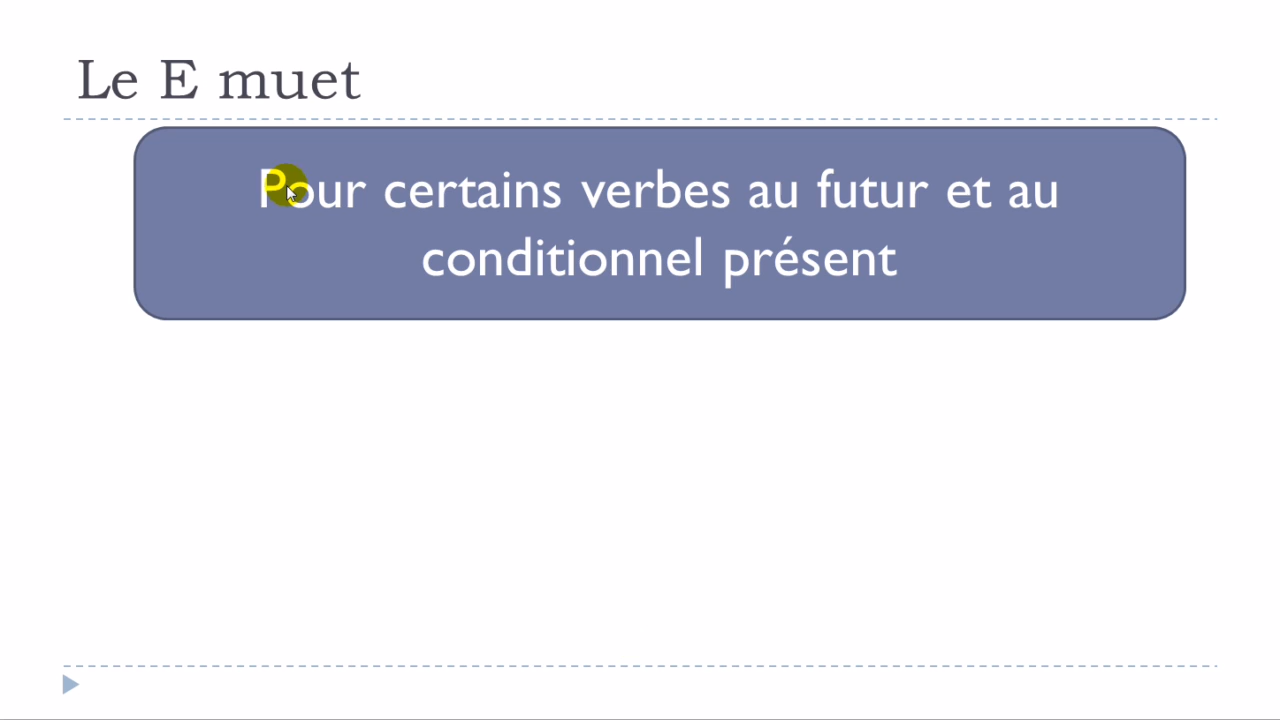 Le E muet
Pour certains verbes au futur et au
conditionnel présent